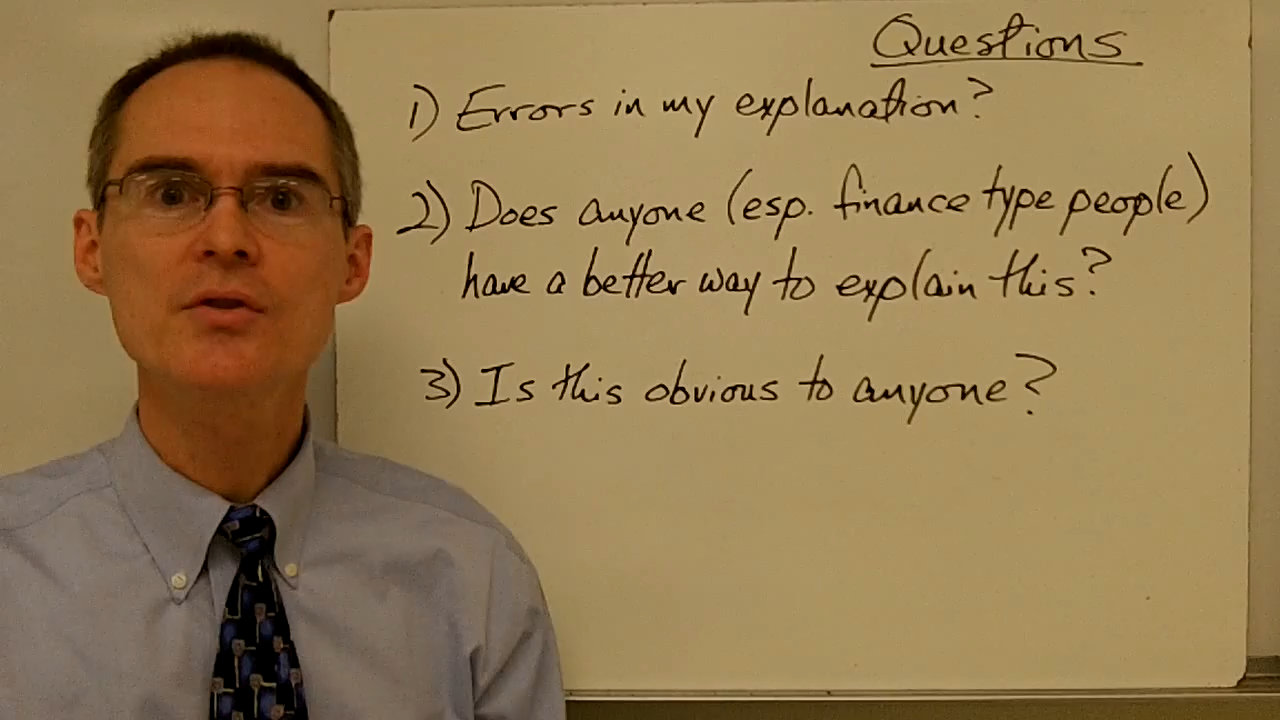 Questions
1) Errors in my explanation?
2) Does anyone (esp. finance type people)
have a better way to explain this?
3) Is this obvious to anyone?